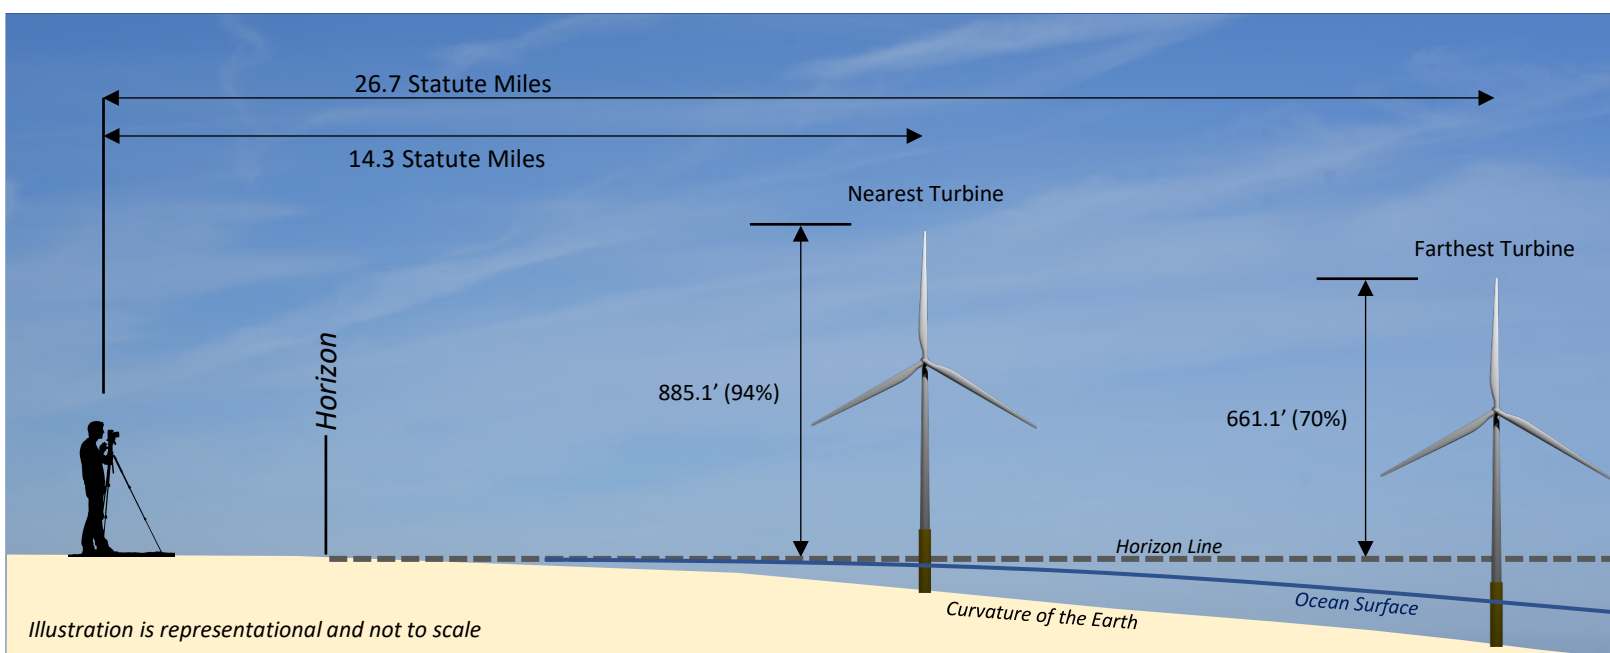 26.7 Statute Miles
14.3 Statute Miles
Nearest Turbine
Farthest Turbine
Horizon
885.1’ (94%)
661.1’ (70%)
Horizon Line
Ocean Surface
Curvature of the Earth
Illustration is representational and not to scale